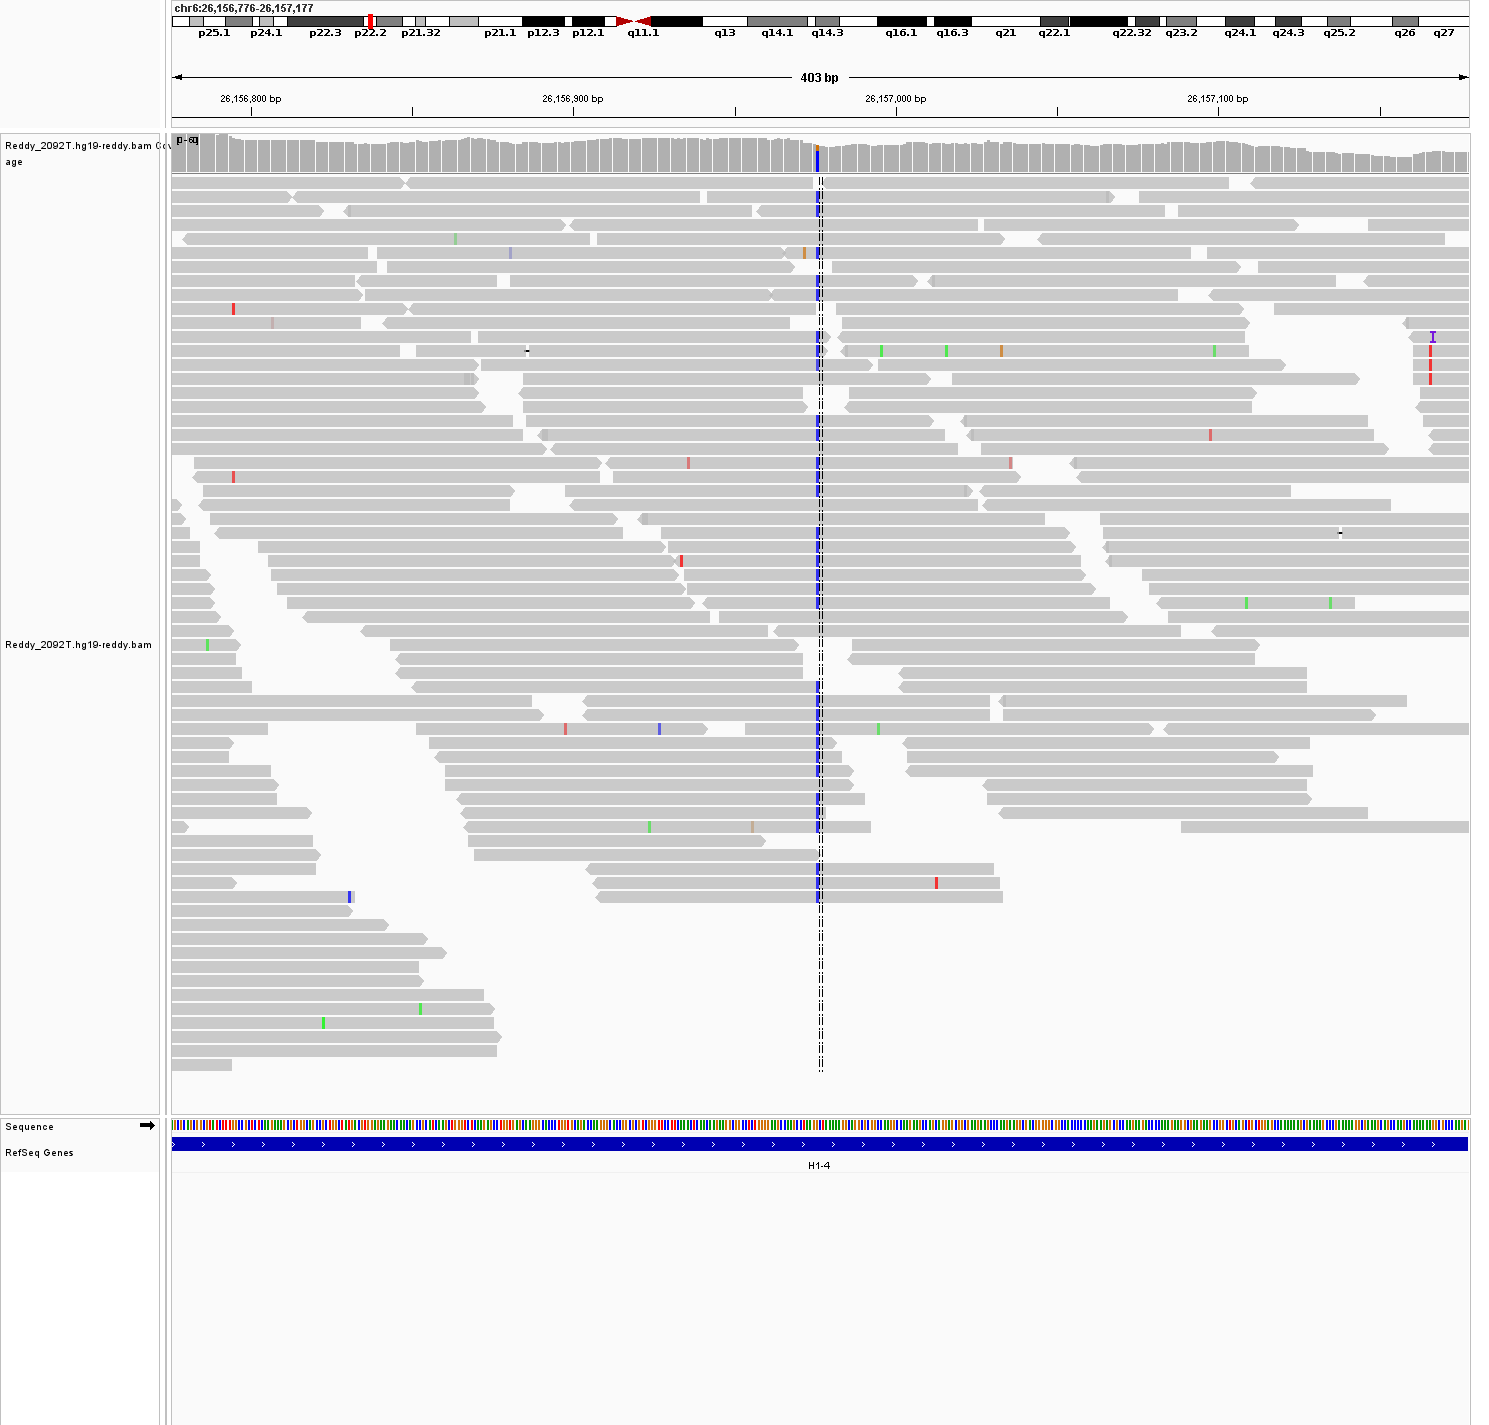 chr6:26,156,776-26,157,177
p25.1 p24.1 p22.3 p22.2 p21.32 p21.1 p12.3 p12.1 q11.1 q13 q14.1 q14.3 q16.1 q16.3 q21 q22.1 q22.32 q23.2 q24.1 q24.3 q25.2 q26 q27
403 bp
26,156,800 bp 26,156,900 bp 26,157,000 bp 26,157,100 bp
Reddy_2092T.hg19-reddy.bam
age
[0 - 60]
Reddy_2092T.hg19-reddy.bam
Sequence
RefSeq Genes
H1-4